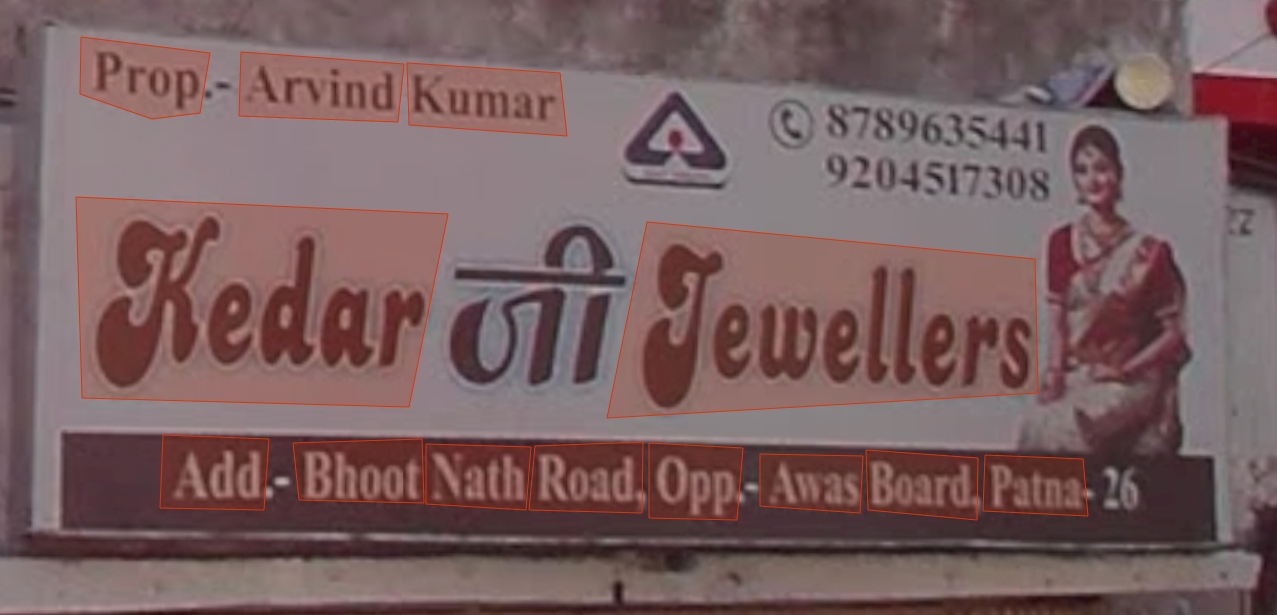 Prop.- Arvind Kumar
8789635441
9204517308
Kedar जी Jewellers
Add.- Bhoot Nath Road, Opp.- Awas Board, Patna- 26